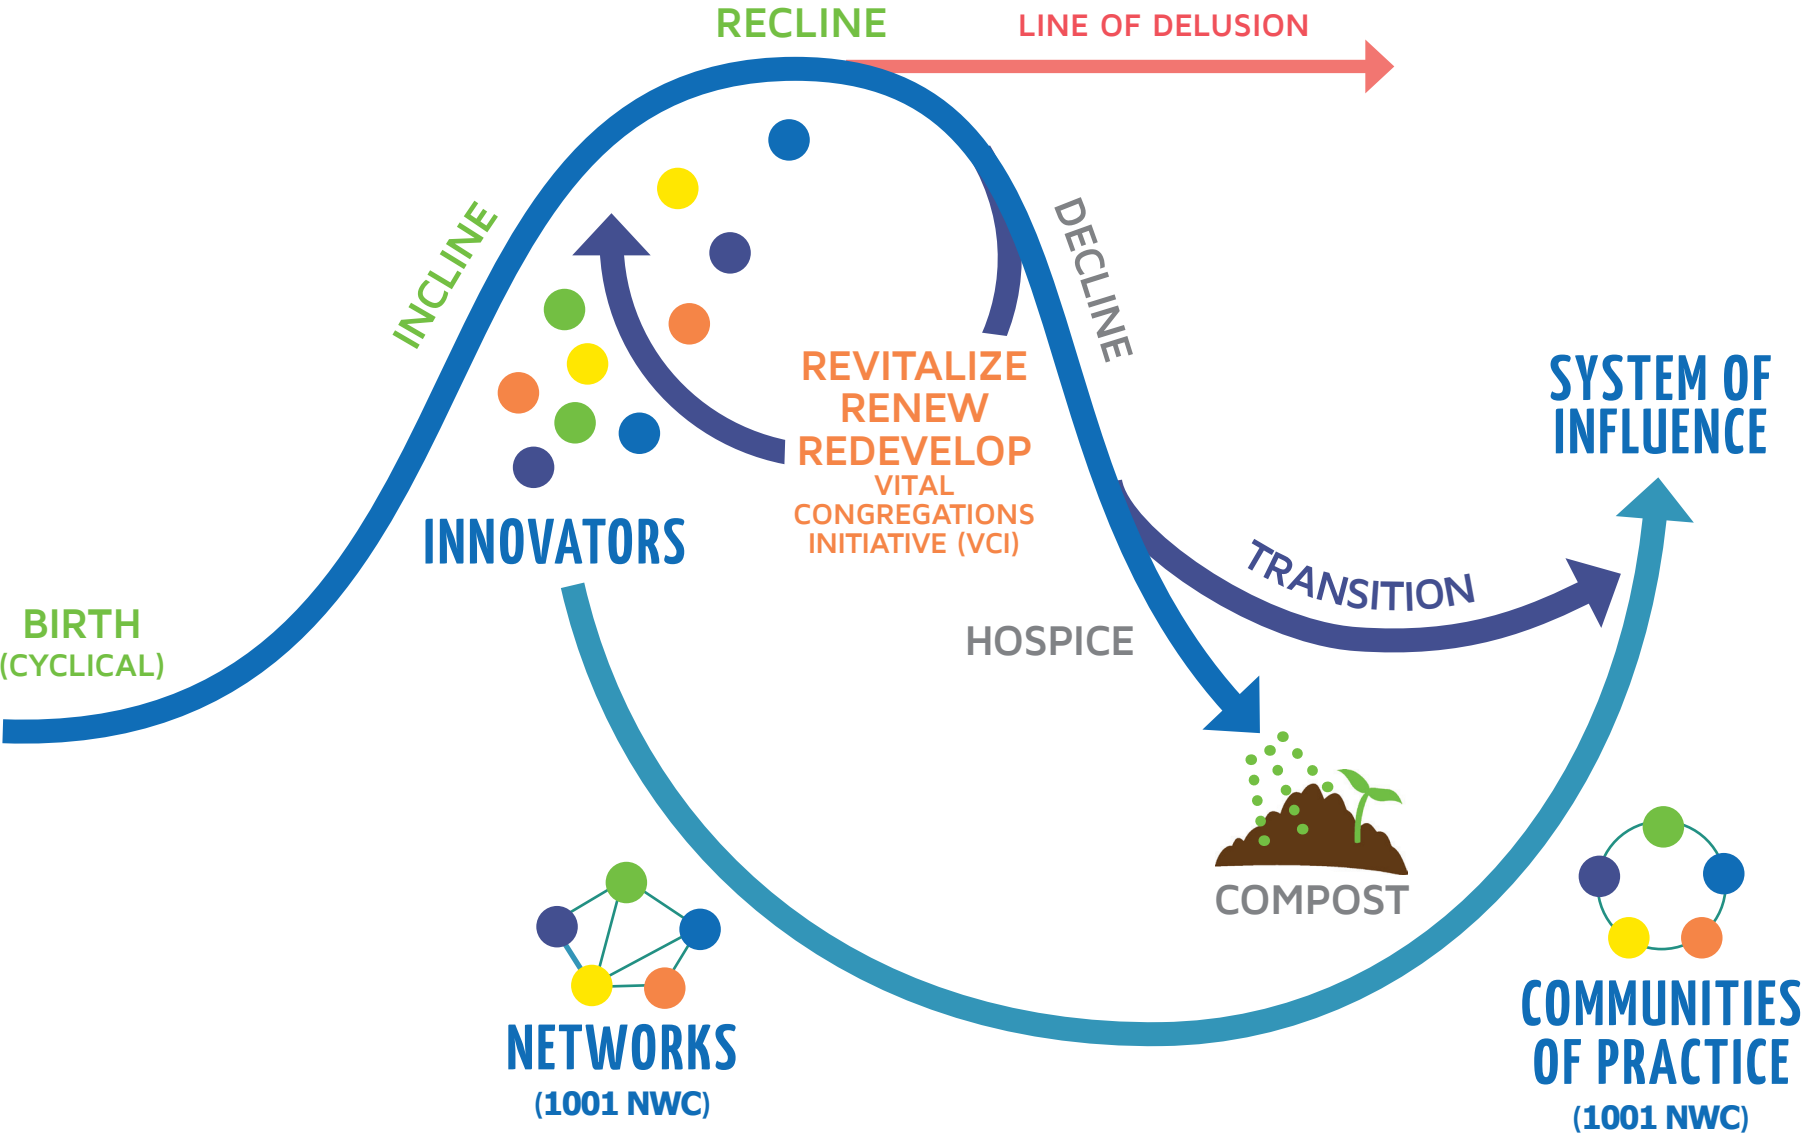 RECLINE
LINE OF DELUSION
INCLINE
DECLINE
REVITALIZE
RENEW
REDEVELOP
VITAL
CONGREGATIONS
INITIATIVE (VCI)
SYSTEM OF
INFLUENCE
INNOVATORS
TRANSITION
BIRTH
(CYCLICAL)
HOSPICE
COMPOST
NETWORKS
(1001 NWC)
COMMUNITIES
OF PRACTICE
(1001 NWC)